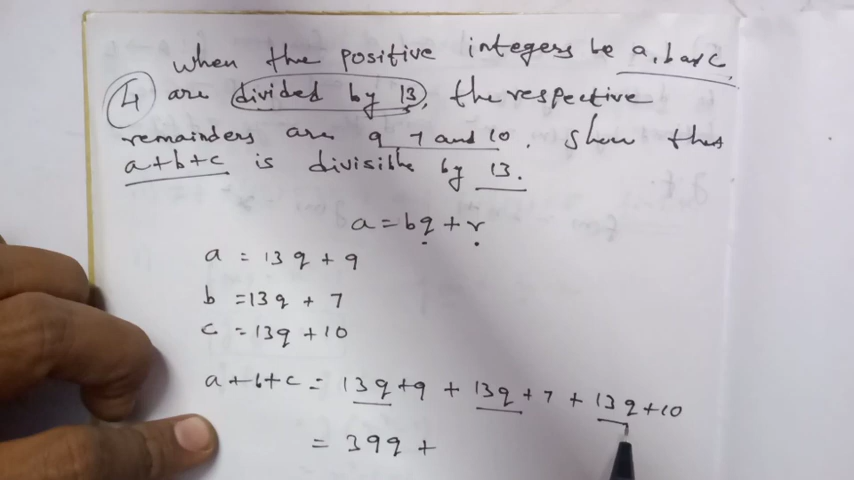 when the positive integers be a, b and c,
4 are divided by 13, the respective
remainders are 9 7 and 10. Show that
a+b+c is divisible by 13.
a = bq + r
a = 13q + 9
b = 13q + 7
c = 13q + 10
a+b+c = 13q+9 + 13q+7 + 13q+10
= 39q +